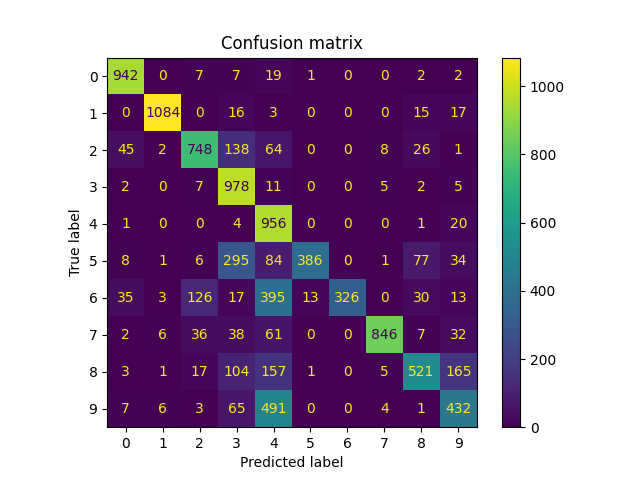 Confusion matrix
0 942 0 7 7 19 1 0 0 2 2
1 0 1084 0 16 3 0 0 0 15 17
2 45 2 748 138 64 0 0 8 26 1
3 2 0 7 978 11 0 0 5 2 5
4 1 0 0 4 956 0 0 0 1 20
5 8 1 6 295 84 386 0 1 77 34
6 35 3 126 17 395 13 326 0 30 13
7 2 6 36 38 61 0 0 846 7 32
8 3 1 17 104 157 1 0 5 521 165
9 7 6 3 65 491 0 0 4 1 432
0 1 2 3 4 5 6 7 8 9
Predicted label
True label
1000
800
600
400
200
0